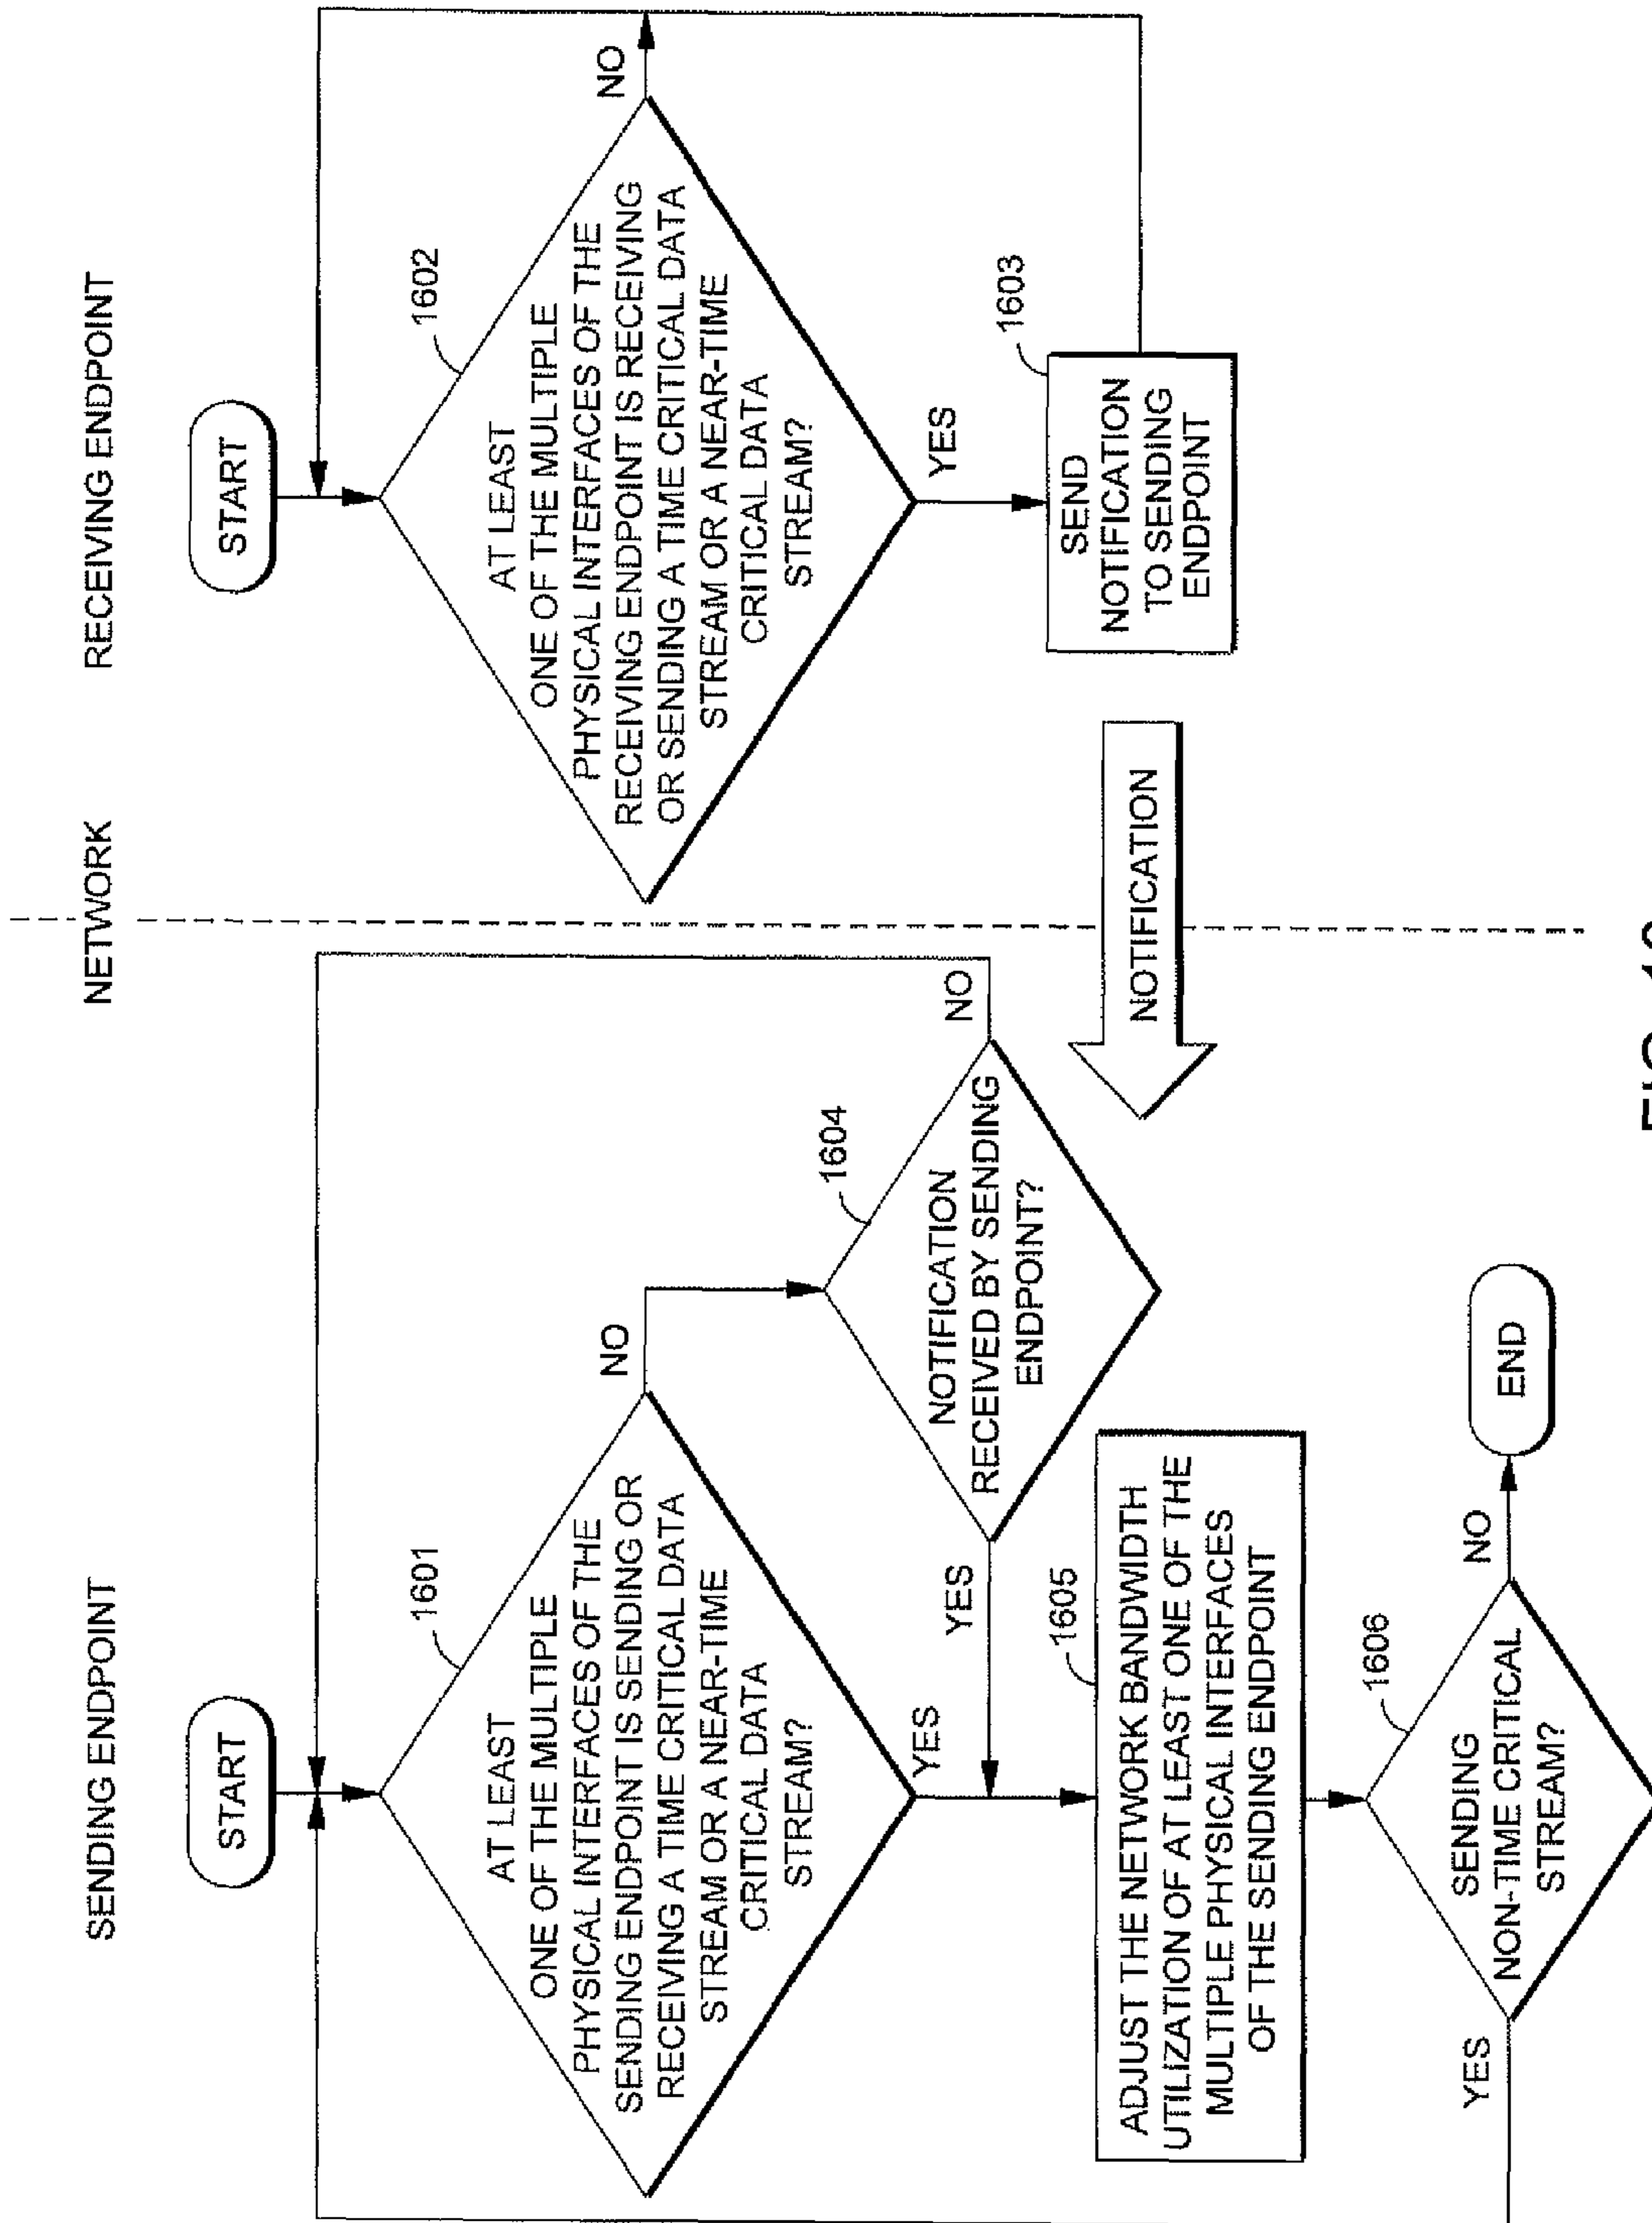 SENDING ENDPOINT
NETWORK
RECEIVING ENDPOINT
START
AT LEAST
ONE OF THE MULTIPLE
PHYSICAL INTERFACES OF THE
SENDING ENDPOINT IS SENDING OR
RECEIVING A TIME CRITICAL DATA
STREAM OR A NEAR-TIME
CRITICAL DATA
STREAM?
1601
NO
YES
NOTIFICATION
RECEIVED BY SENDING
ENDPOINT?
1604
NO
YES
1605
ADJUST THE NETWORK BANDWIDTH
UTILIZATION OF AT LEAST ONE OF THE
MULTIPLE PHYSICAL INTERFACES
OF THE SENDING ENDPOINT
SENDING
NON-TIME CRITICAL
STREAM?
1606
YES
NO
END
START
AT LEAST
ONE OF THE MULTIPLE
PHYSICAL INTERFACES OF THE
RECEIVING ENDPOINT IS RECEIVING
OR SENDING A TIME CRITICAL DATA
STREAM OR A NEAR-TIME
CRITICAL DATA
STREAM?
1602
NO
YES
1603
SEND
NOTIFICATION
TO SENDING
ENDPOINT
NOTIFICATION